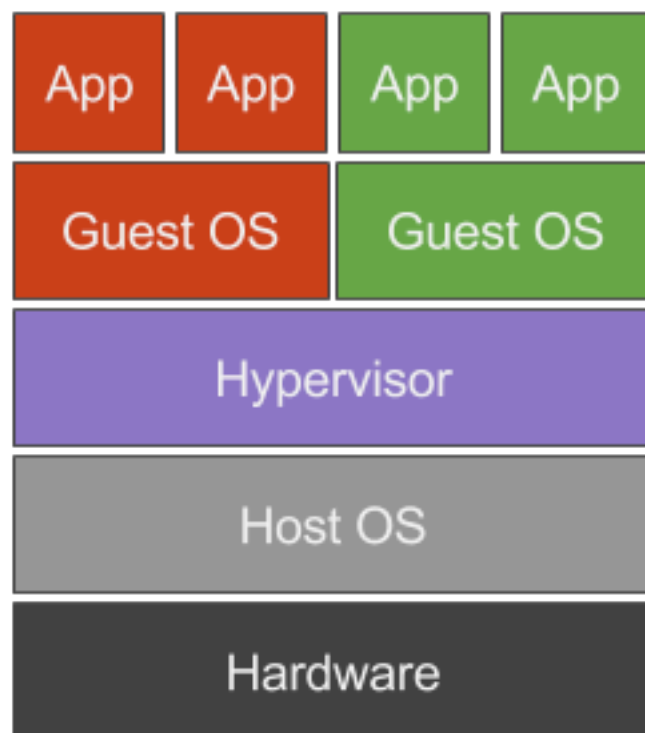 App App App App
Guest OS Guest OS
Hypervisor
Host OS
Hardware